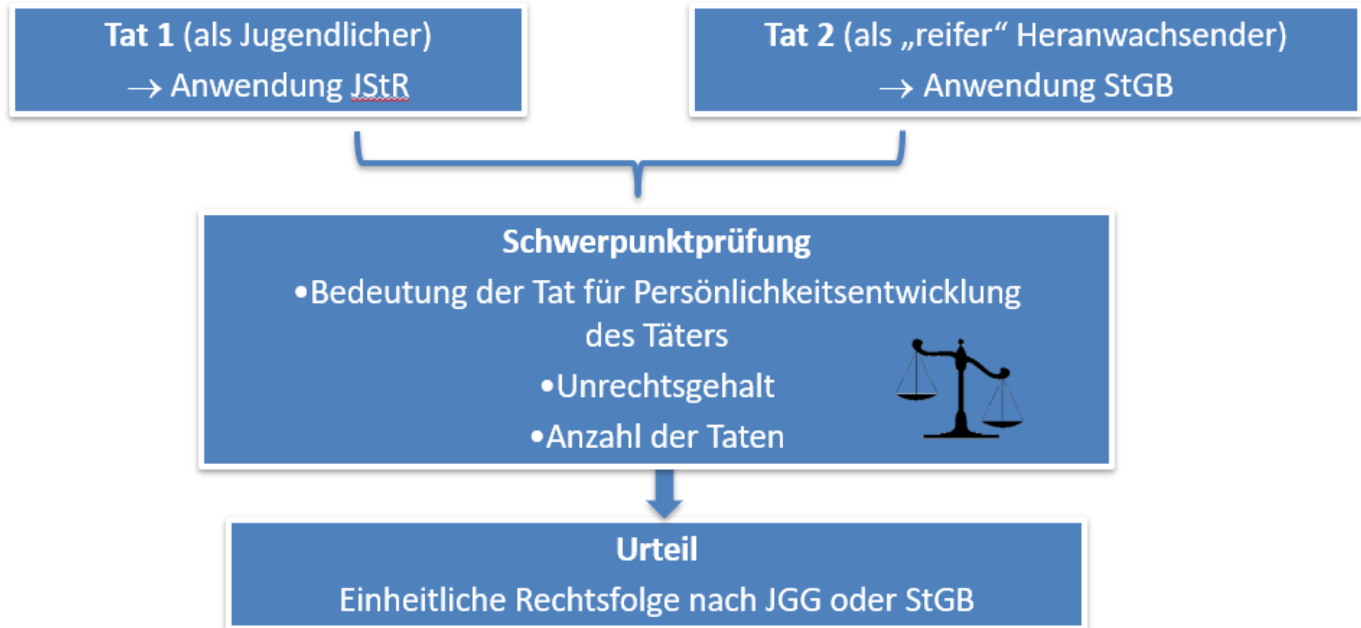 Tat 1 (als Jugendlicher)
→ Anwendung JStR
Tat 2 (als „reifer“ Heranwachsender)
→ Anwendung StGB
Schwerpunktprüfung
•Bedeutung der Tat für Persönlichkeitsentwicklung
des Täters
•Unrechtsgehalt
•Anzahl der Taten
Urteil
Einheitliche Rechtsfolge nach JGG oder StGB